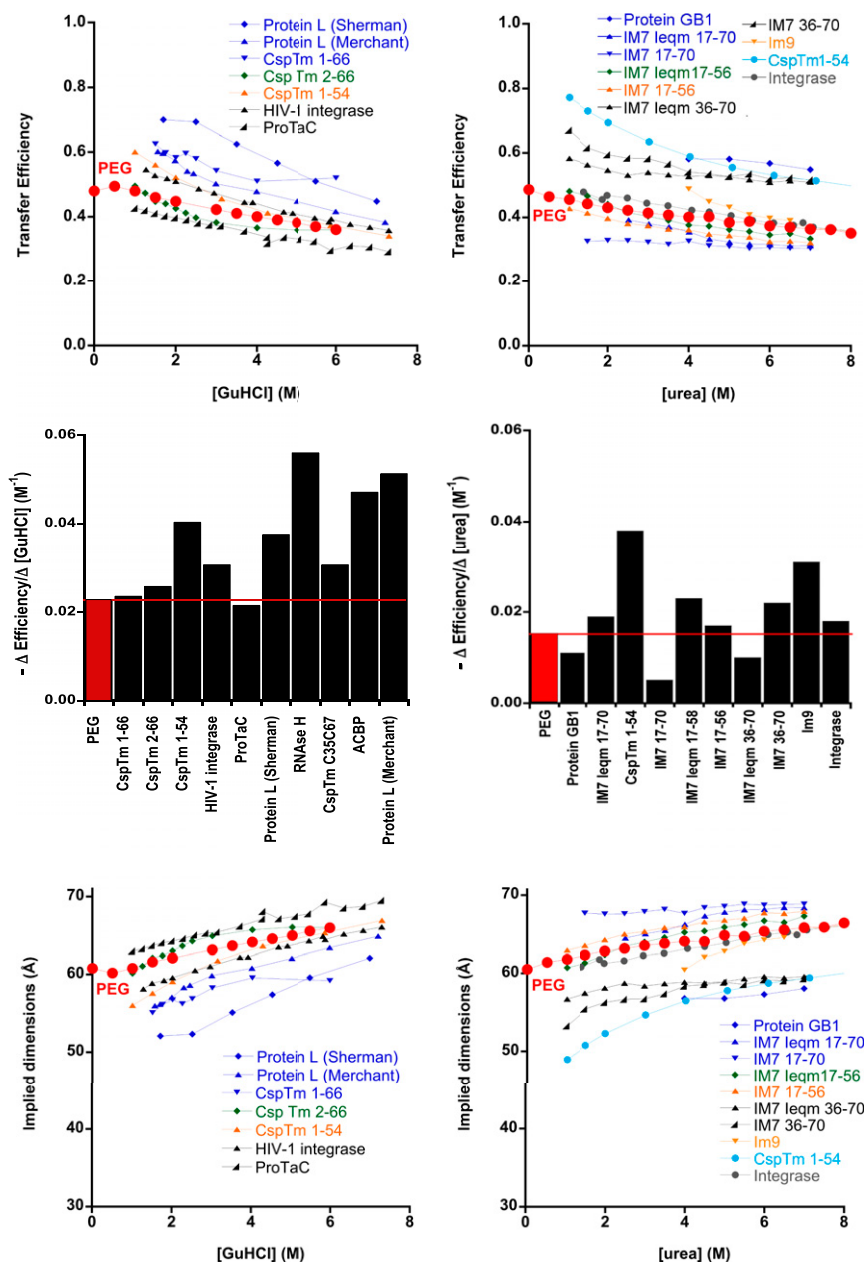 Protein L (Sherman)
Protein L (Merchant)
CspTm 1-66
Csp Tm 2-66
CspTm 1-54
HIV-1 integrase
ProTaC
PEG
Transfer Efficiency
1.0
0.8
0.6
0.4
0.2
0.0
0
2
4
6
8
[GuHCl] (M)
Protein GB1
IM7 leqm 17-70
IM7 17-70
IM7 leqm17-56
IM7 17-56
IM7 leqm 36-70
IM7 36-70
Im9
CspTm1-54
Integrase
PEG
Transfer Efficiency
1.0
0.8
0.6
0.4
0.2
0.0
0
2
4
6
8
[urea] (M)
- Δ Efficiency/Δ [GuHCl] (M-1)
0.06
0.04
0.02
0.00
PEG
CspTm 1-66
CspTm 2-66
CspTm 1-54
HIV-1 integrase
ProTaC
Protein L (Sherman)
RNAse H
CspTm C35C67
ACBP
Protein L (Merchant)
- Δ Efficiency/Δ [urea] (M-1)
0.06
0.04
0.02
0.00
PEG
Protein GB1
IM7 leqm 17-70
CspTm 1-54
IM7 17-70
IM7 leqm 17-58
IM7 17-56
IM7 leqm 36-70
IM7 36-70
Im9
Integrase
Implied dimensions (Å)
70
60
50
40
30
PEG
Protein L (Sherman)
Protein L (Merchant)
CspTm 1-66
Csp Tm 2-66
CspTm 1-54
HIV-1 integrase
ProTaC
0
2
4
6
8
[GuHCl] (M)
Implied dimensions (Å)
70
60
50
40
30
PEG
Protein GB1
IM7 leqm 17-70
IM7 17-70
IM7 leqm17-56
IM7 17-56
IM7 leqm 36-70
IM7 36-70
Im9
CspTm 1-54
Integrase
0
2
4
6
8
[urea] (M)